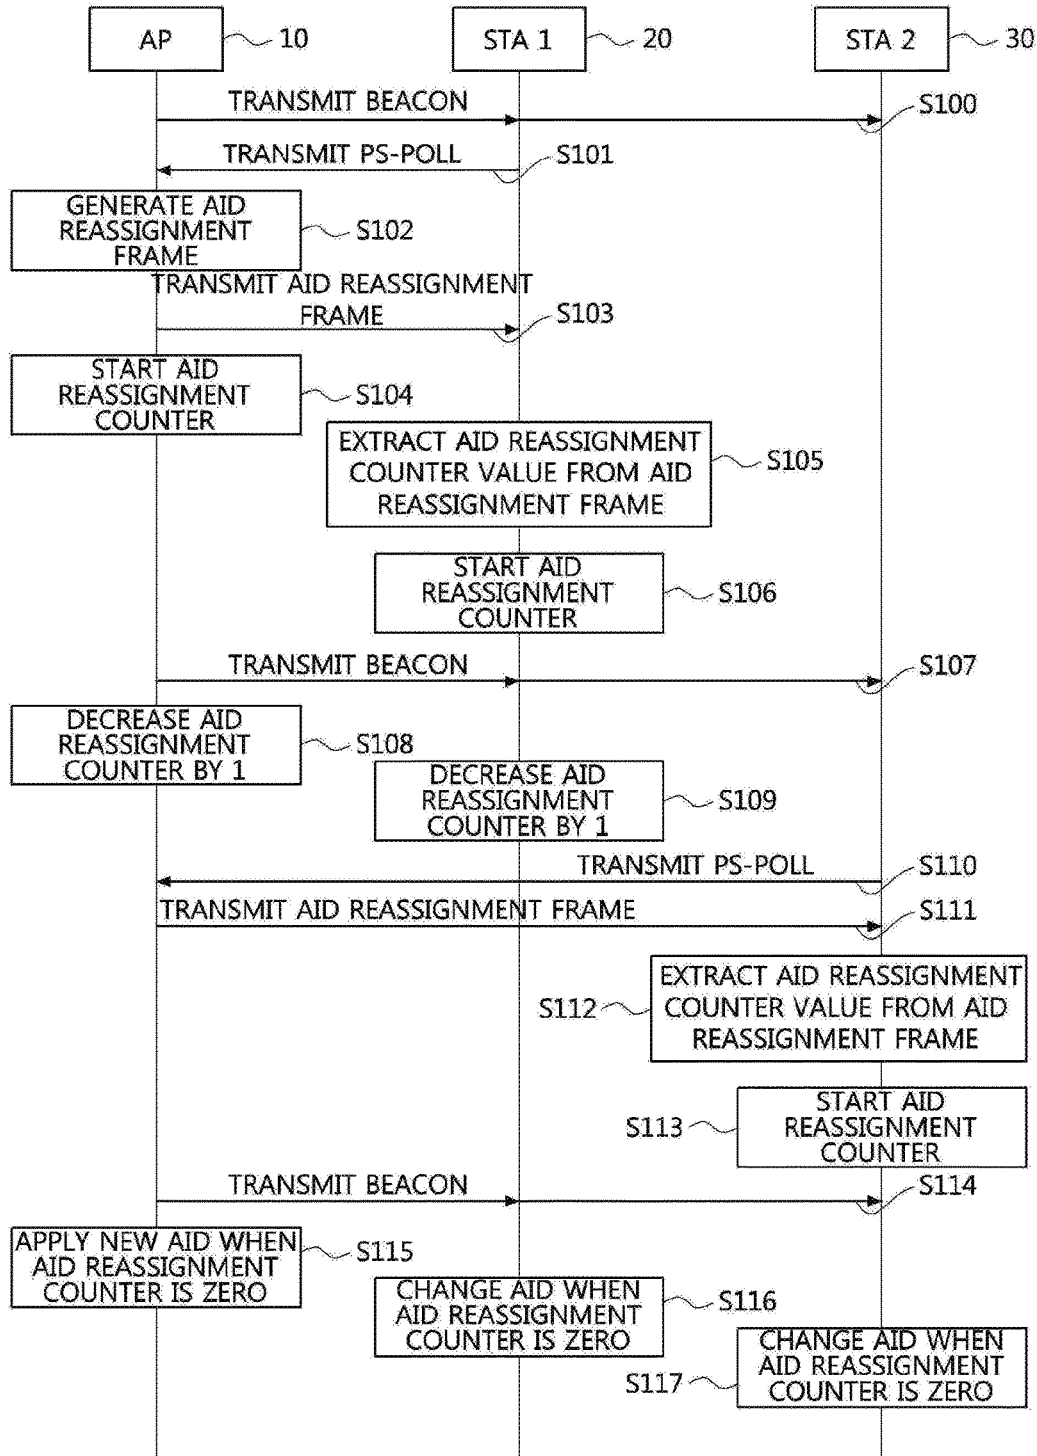 AP
10
STA 1
20
STA 2
30
TRANSMIT BEACON
S100
TRANSMIT PS-POLL
S101
GENERATE AID
REASSIGNMENT
FRAME
S102
TRANSMIT AID REASSIGNMENT
FRAME
S103
START AID
REASSIGNMENT
COUNTER
S104
EXTRACT AID REASSIGNMENT
COUNTER VALUE FROM AID
REASSIGNMENT FRAME
S105
START AID
REASSIGNMENT
COUNTER
S106
TRANSMIT BEACON
S107
DECREASE AID
REASSIGNMENT
COUNTER BY 1
S108
DECREASE AID
REASSIGNMENT
COUNTER BY 1
S109
TRANSMIT PS-POLL
S110
TRANSMIT AID REASSIGNMENT FRAME
S111
EXTRACT AID REASSIGNMENT
COUNTER VALUE FROM AID
REASSIGNMENT FRAME
S112
START AID
REASSIGNMENT
COUNTER
S113
TRANSMIT BEACON
S114
APPLY NEW AID WHEN
AID REASSIGNMENT
COUNTER IS ZERO
S115
CHANGE AID WHEN
AID REASSIGNMENT
COUNTER IS ZERO
S116
CHANGE AID WHEN
AID REASSIGNMENT
COUNTER IS ZERO
S117